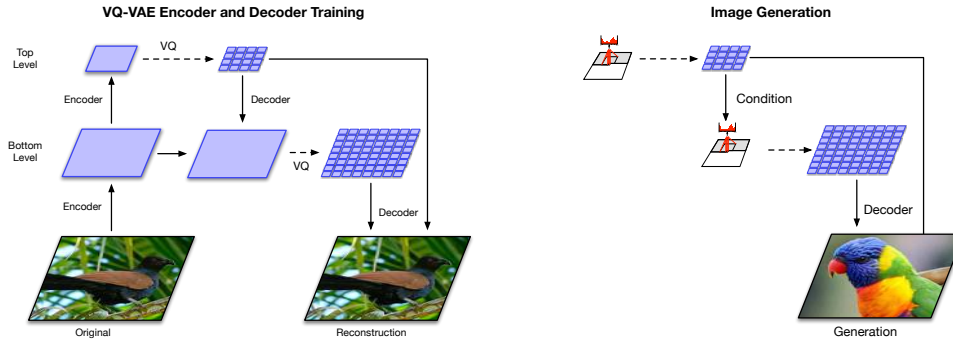 VQ-VAE Encoder and Decoder Training
Top
Level
VQ
Encoder
Decoder
Bottom
Level
VQ
Encoder
Decoder
Original
Reconstruction
Image Generation
Condition
Decoder
Generation